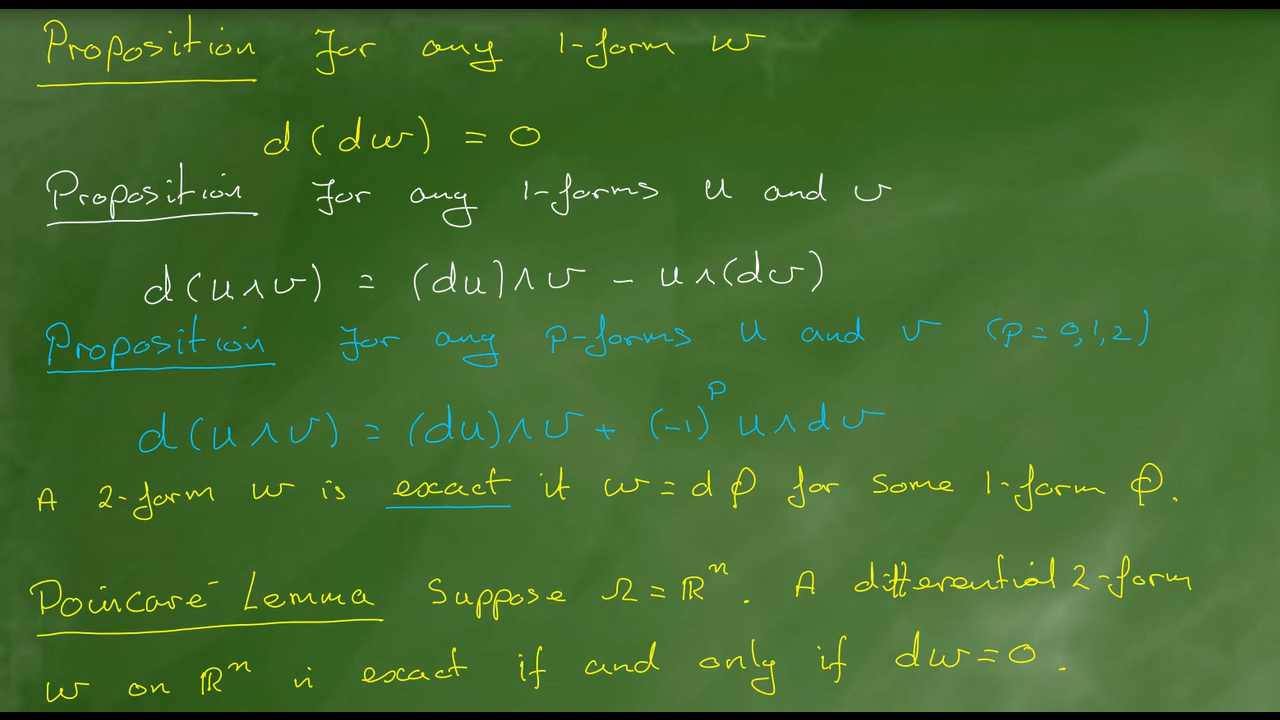 Proposition For any 1-form w
d(dw) = 0
Proposition For any 1-forms u and v
d(u∧v) = (du)∧v - u∧(dv)
Proposition For any p-forms u and v (p=0,1,2)
d(u∧v) = (du)∧v + (-1)^p u∧dv
A 2-form w is exact if w = dφ for some 1-form φ.
Poincaré Lemma Suppose Ω = ℝ^n. A differential 2-form
w on ℝ^n is exact if and only if dw=0.